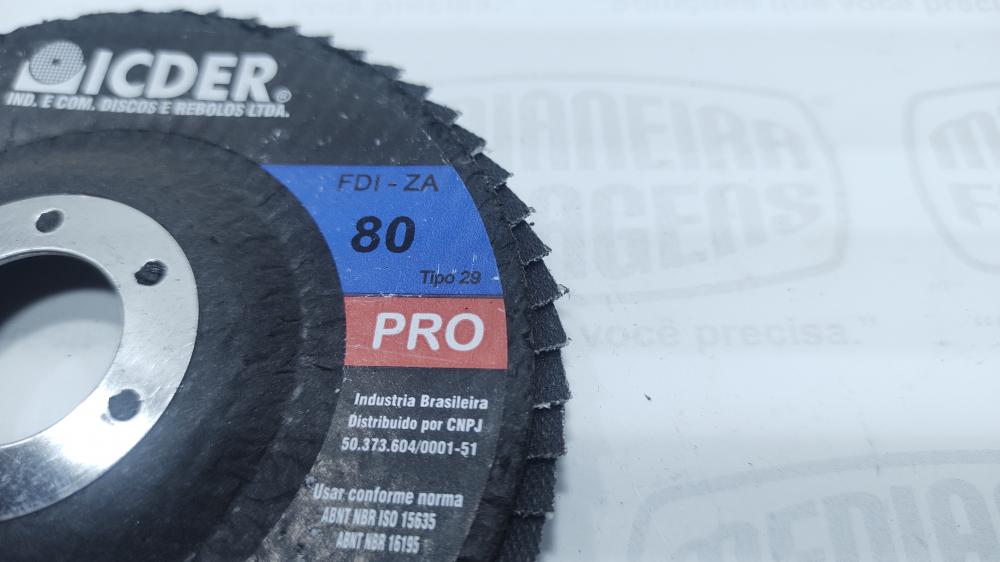 ICDER®
IND. E COM. DISCOS E REBOLOS LTDA.
FDI - ZA
80
Tipo 29
PRO
Industria Brasileira
Distribuido por CNPJ
50.373.604/0001-51
Usar conforme norma
ABNT NBR ISO 15635
ABNT NBR 16195
você precisa."